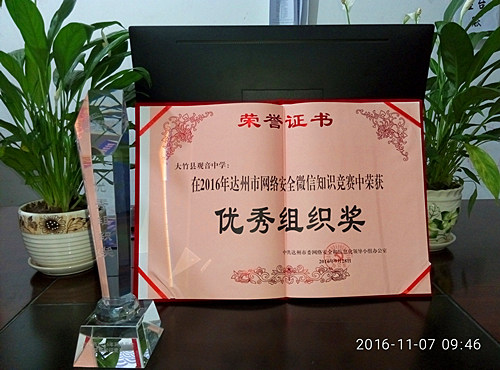 荣誉证书
大竹县观音中学：
在2016年达州市网络安全微信知识竞赛中荣获
优秀组织奖
2016-11-07 09:46